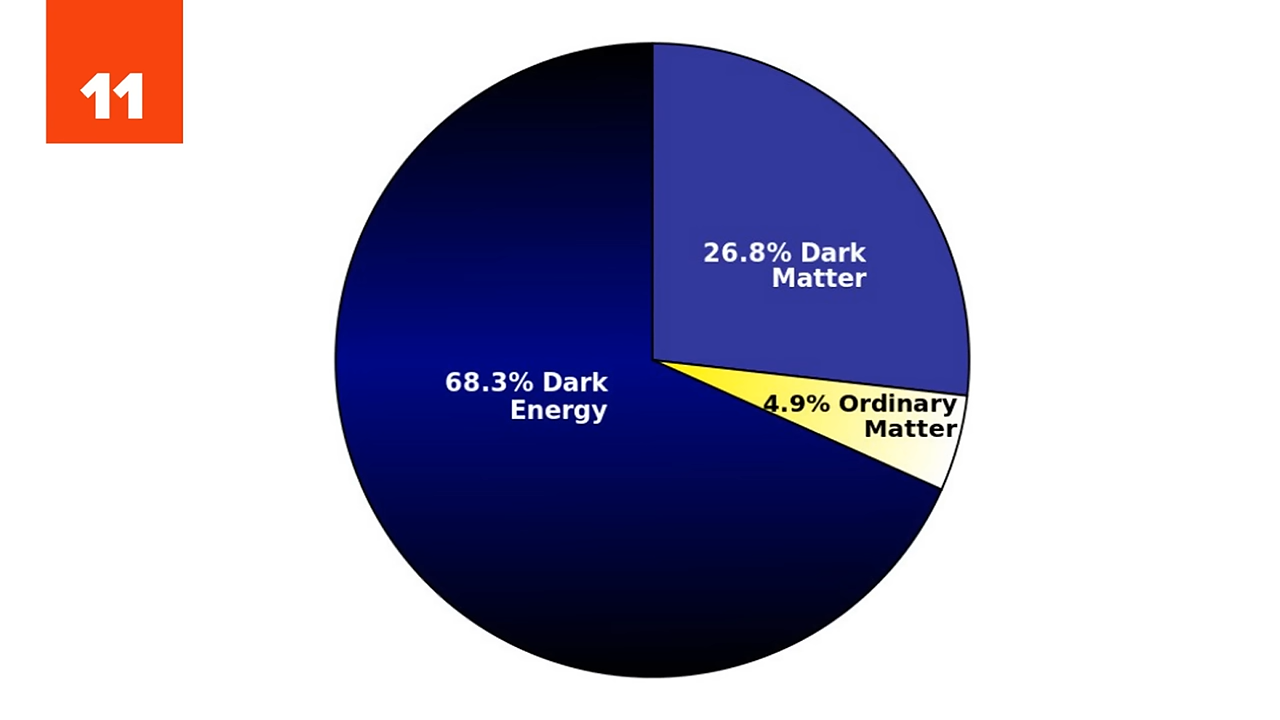 11
26.8% Dark
Matter
68.3% Dark
Energy
4.9% Ordinary
Matter